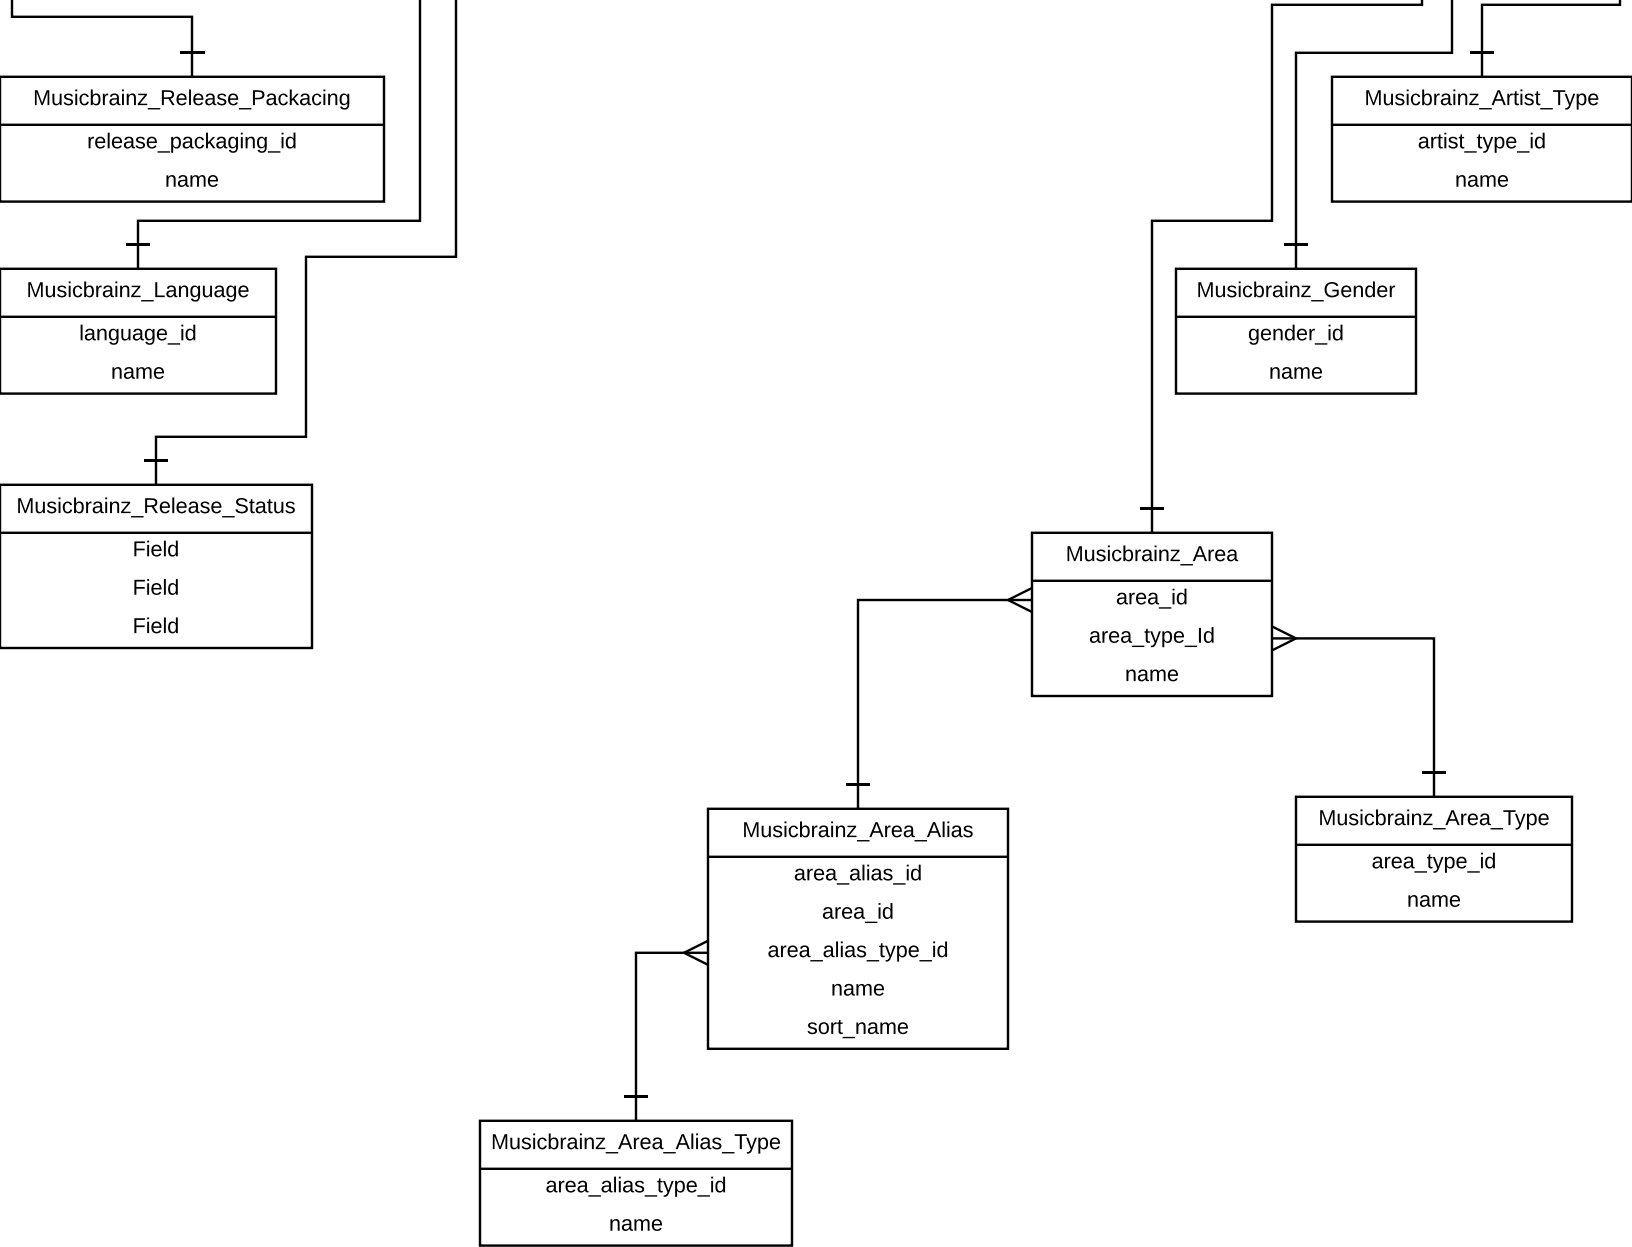 Musicbrainz_Release_Packacing
release_packaging_id
name
Musicbrainz_Artist_Type
artist_type_id
name
Musicbrainz_Language
language_id
name
Musicbrainz_Gender
gender_id
name
Musicbrainz_Release_Status
Field
Field
Field
Musicbrainz_Area
area_id
area_type_Id
name
Musicbrainz_Area_Alias
area_alias_id
area_id
area_alias_type_id
name
sort_name
Musicbrainz_Area_Type
area_type_id
name
Musicbrainz_Area_Alias_Type
area_alias_type_id
name